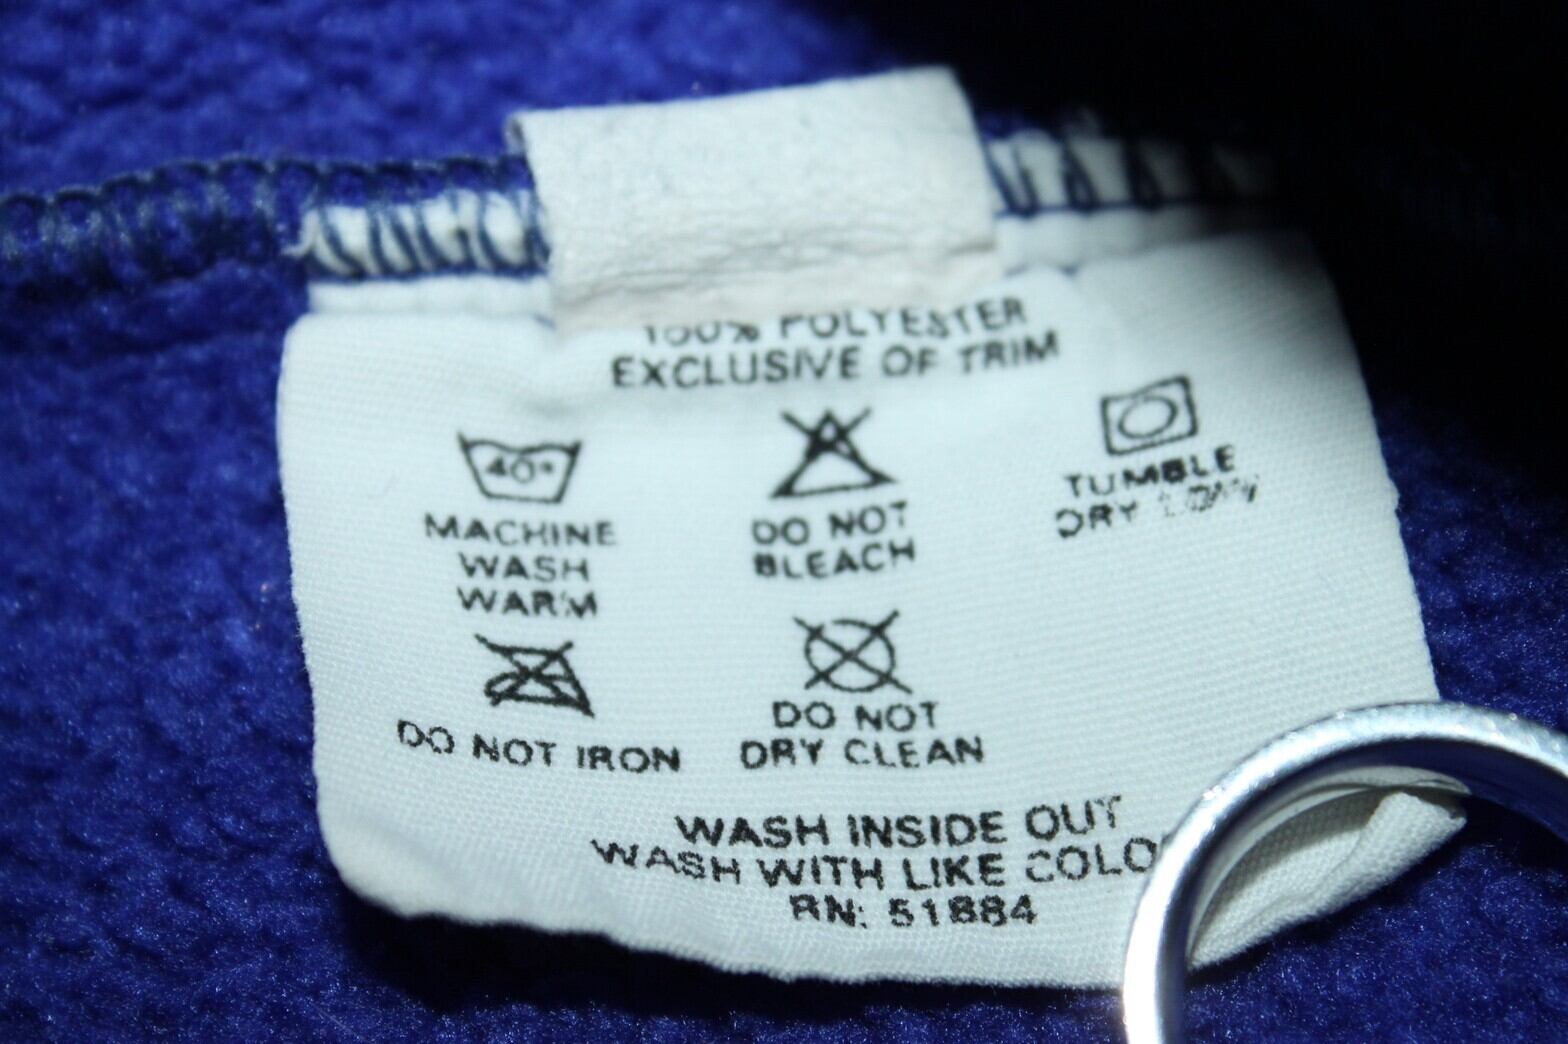 100% POLYESTER
EXCLUSIVE OF TRIM
40°
MACHINE
WASH
WARM
DO NOT
BLEACH
TUMBLE
DRY LOW
DO NOT IRON
DO NOT
DRY CLEAN
WASH INSIDE OUT
WASH WITH LIKE COLO
RN: 51884